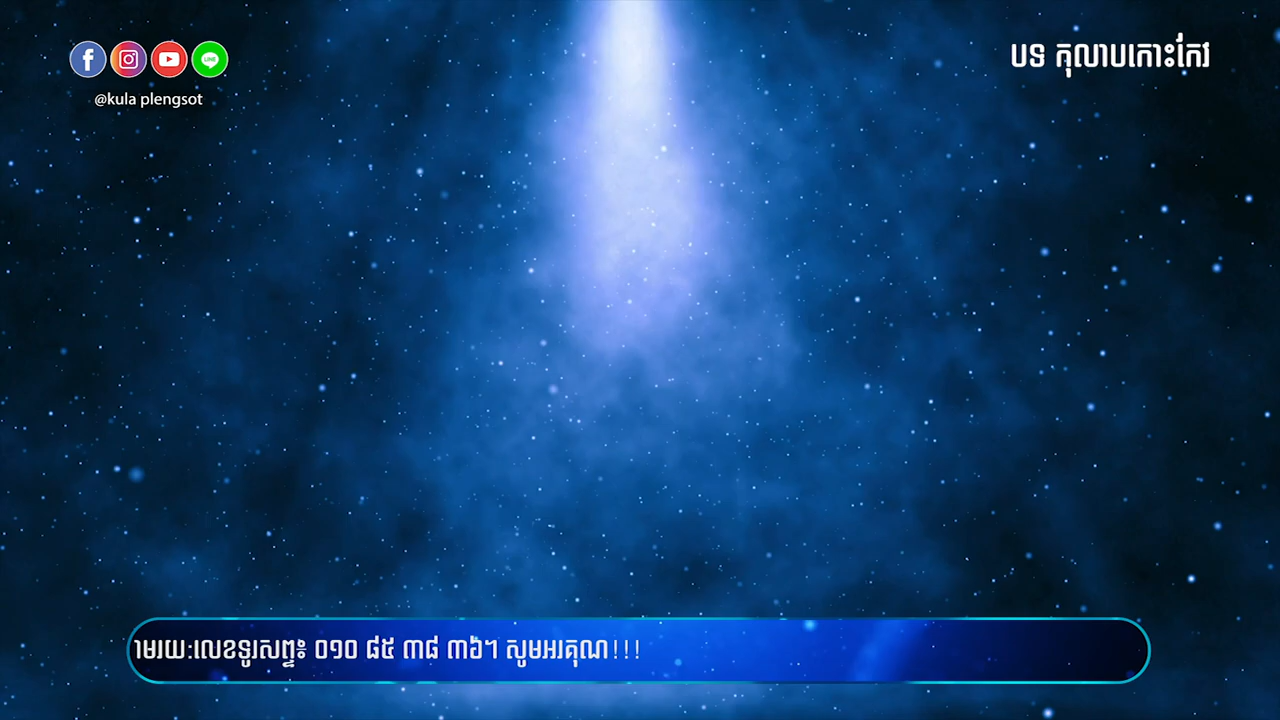 បទ កុលាបកោះកែវ
@kula plengsot
ាមរយៈលេខទូរសព្ទ៖ ០១០ ៨៥ ៣៨ ៣៦។ សូមអរគុណ!!!